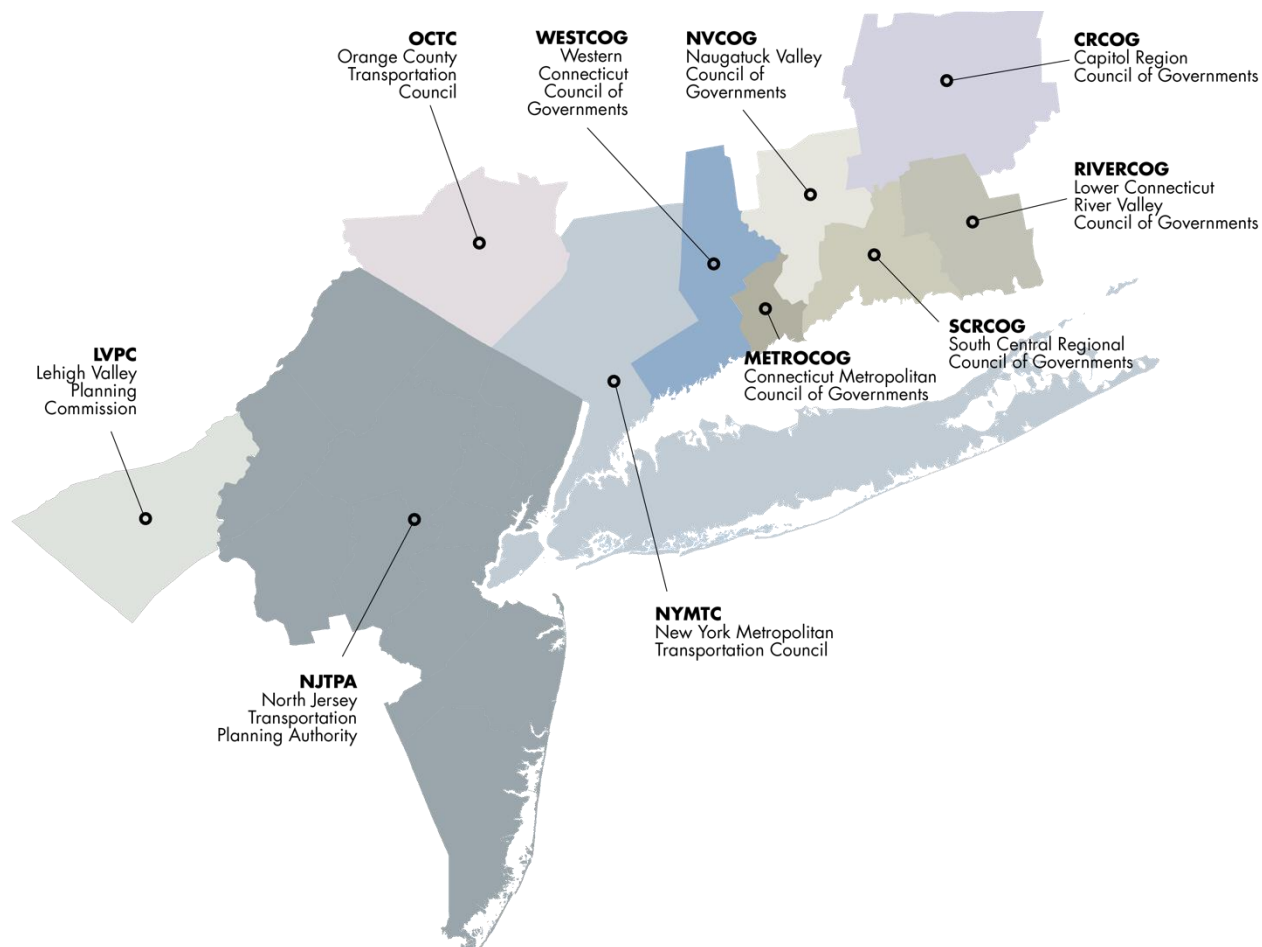 OCTC
Orange County
Transportation
Council
WESTCOG
Western
Connecticut
Council of
Governments
NVCOG
Naugatuck Valley
Council of
Governments
CRCOG
Capitol Region
Council of Governments
RIVERCOG
Lower Connecticut
River Valley
Council of Governments
SCRCOG
South Central Regional
Council of Governments
METROCOG
Connecticut Metropolitan
Council of Governments
LVPC
Lehigh Valley
Planning
Commission
NYMTC
New York Metropolitan
Transportation Council
NJTPA
North Jersey
Transportation
Planning Authority